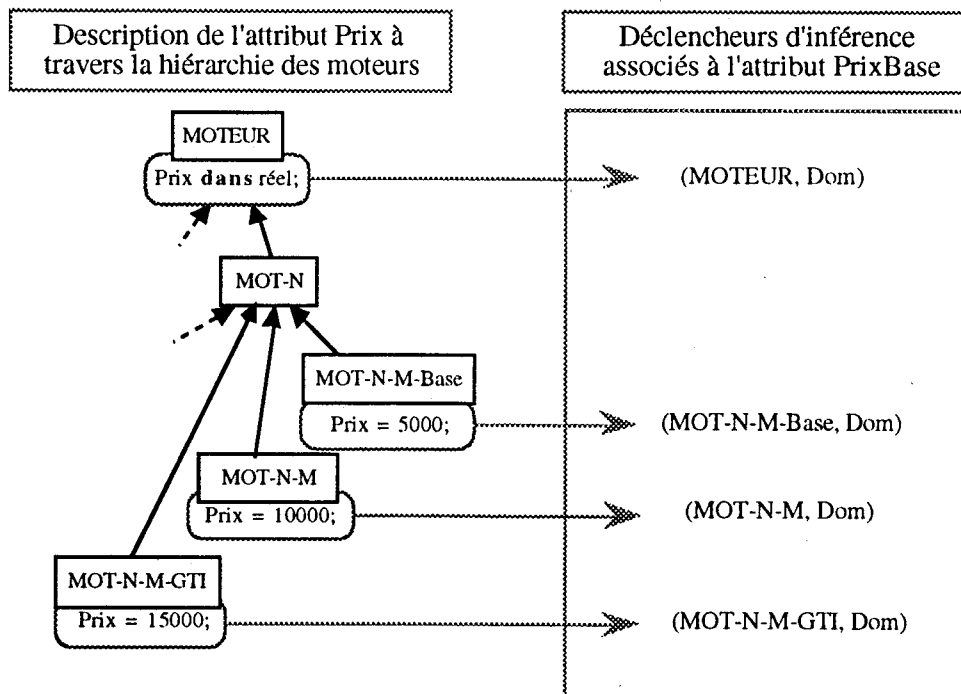 Description de l'attribut Prix à
travers la hiérarchie des moteurs
Déclencheurs d'inférence
associés à l'attribut PrixBase
MOTEUR
Prix dans réel;
(MOTEUR, Dom)
MOT-N
MOT-N-M-Base
Prix = 5000;
(MOT-N-M-Base, Dom)
MOT-N-M
Prix = 10000;
(MOT-N-M, Dom)
MOT-N-M-GTI
Prix = 15000;
(MOT-N-M-GTI, Dom)